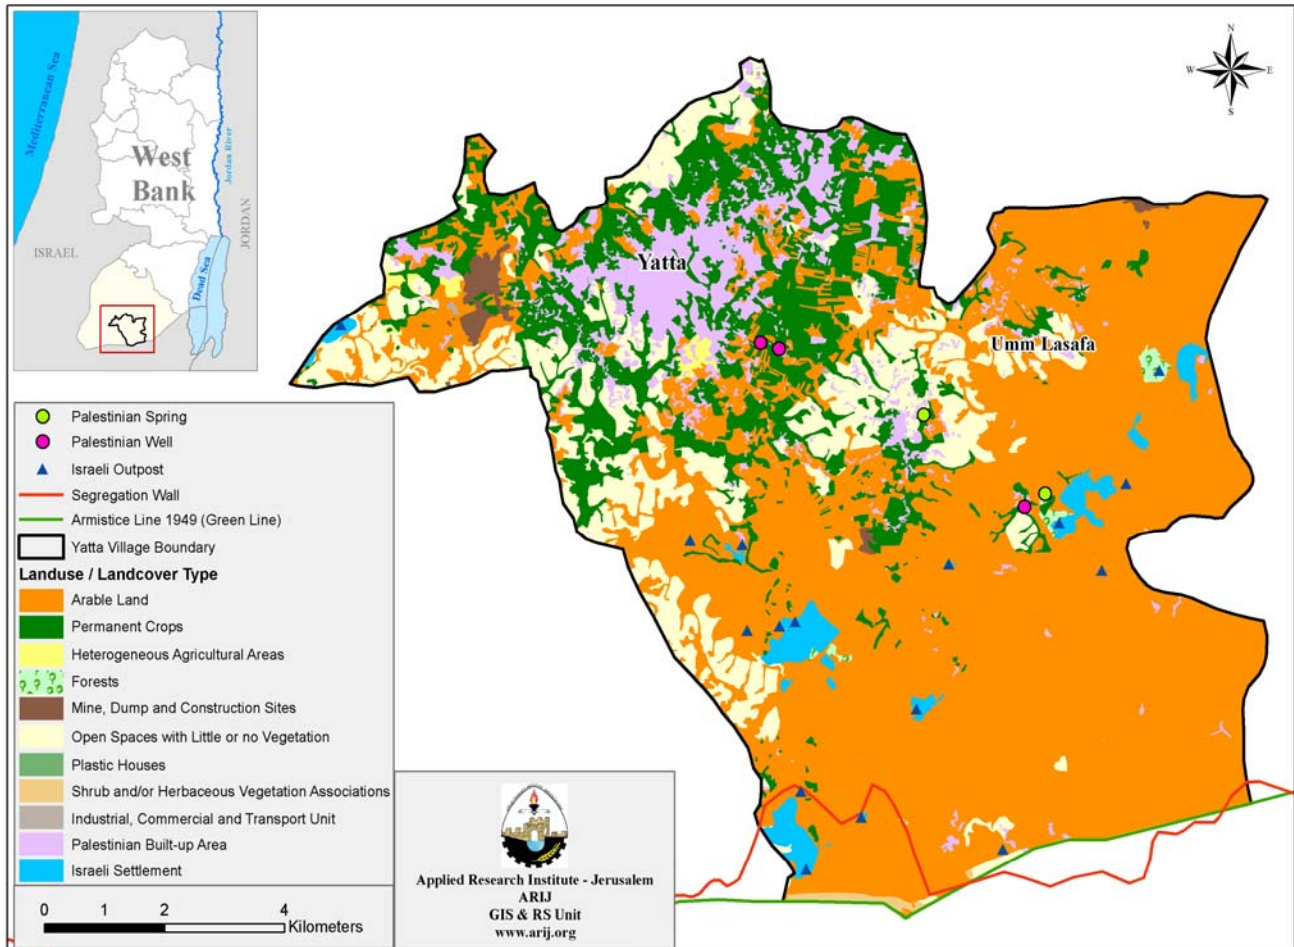 Mediterranean Sea
West
Bank
Jordan River
JORDAN
ISRAEL
Dead Sea
N
W
E
S
Yatta
Umm Lasafa
Palestinian Spring
Palestinian Well
Israeli Outpost
Segregation Wall
Armistice Line 1949 (Green Line)
Yatta Village Boundary
Landuse / Landcover Type
Arable Land
Permanent Crops
Heterogeneous Agricultural Areas
Forests
Mine, Dump and Construction Sites
Open Spaces with Little or no Vegetation
Plastic Houses
Shrub and/or Herbaceous Vegetation Associations
Industrial, Commercial and Transport Unit
Palestinian Built-up Area
Israeli Settlement
0 1 2 4
Kilometers
Applied Research Institute - Jerusalem
ARIJ
GIS & RS Unit
www.arij.org